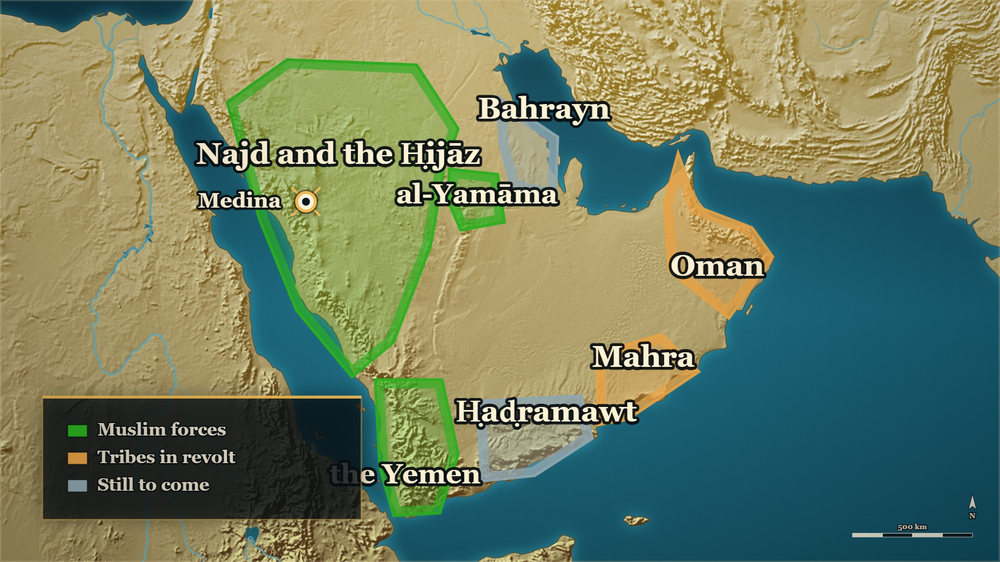 Bahrayn
Najd and the Ḥijāz
al-Yamāma
Medina
Oman
Mahra
Ḥaḍramawt
the Yemen
Muslim forces
Tribes in revolt
Still to come
N
500 km